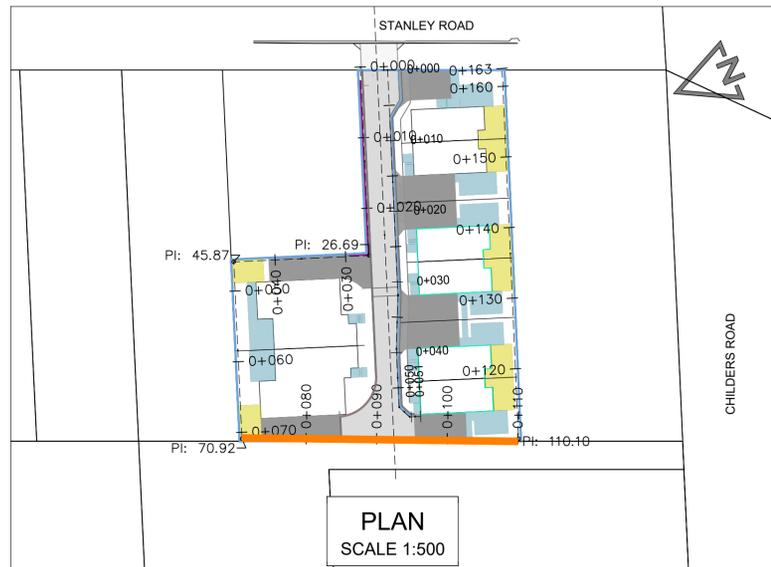 STANLEY ROAD
0+000
0+000
0+163
0+160
N
0+010
0+010
0+150
0+020
0+020
0+140
PI: 26.69
PI: 45.87
0+030
0+040
0+030
0+050
0+130
0+040
0+060
0+120
0+050
0+051
0+080
0+090
0+100
0+110
0+070
PI: 70.92
PI: 110.10
CHILDERS ROAD
PLAN
SCALE 1:500